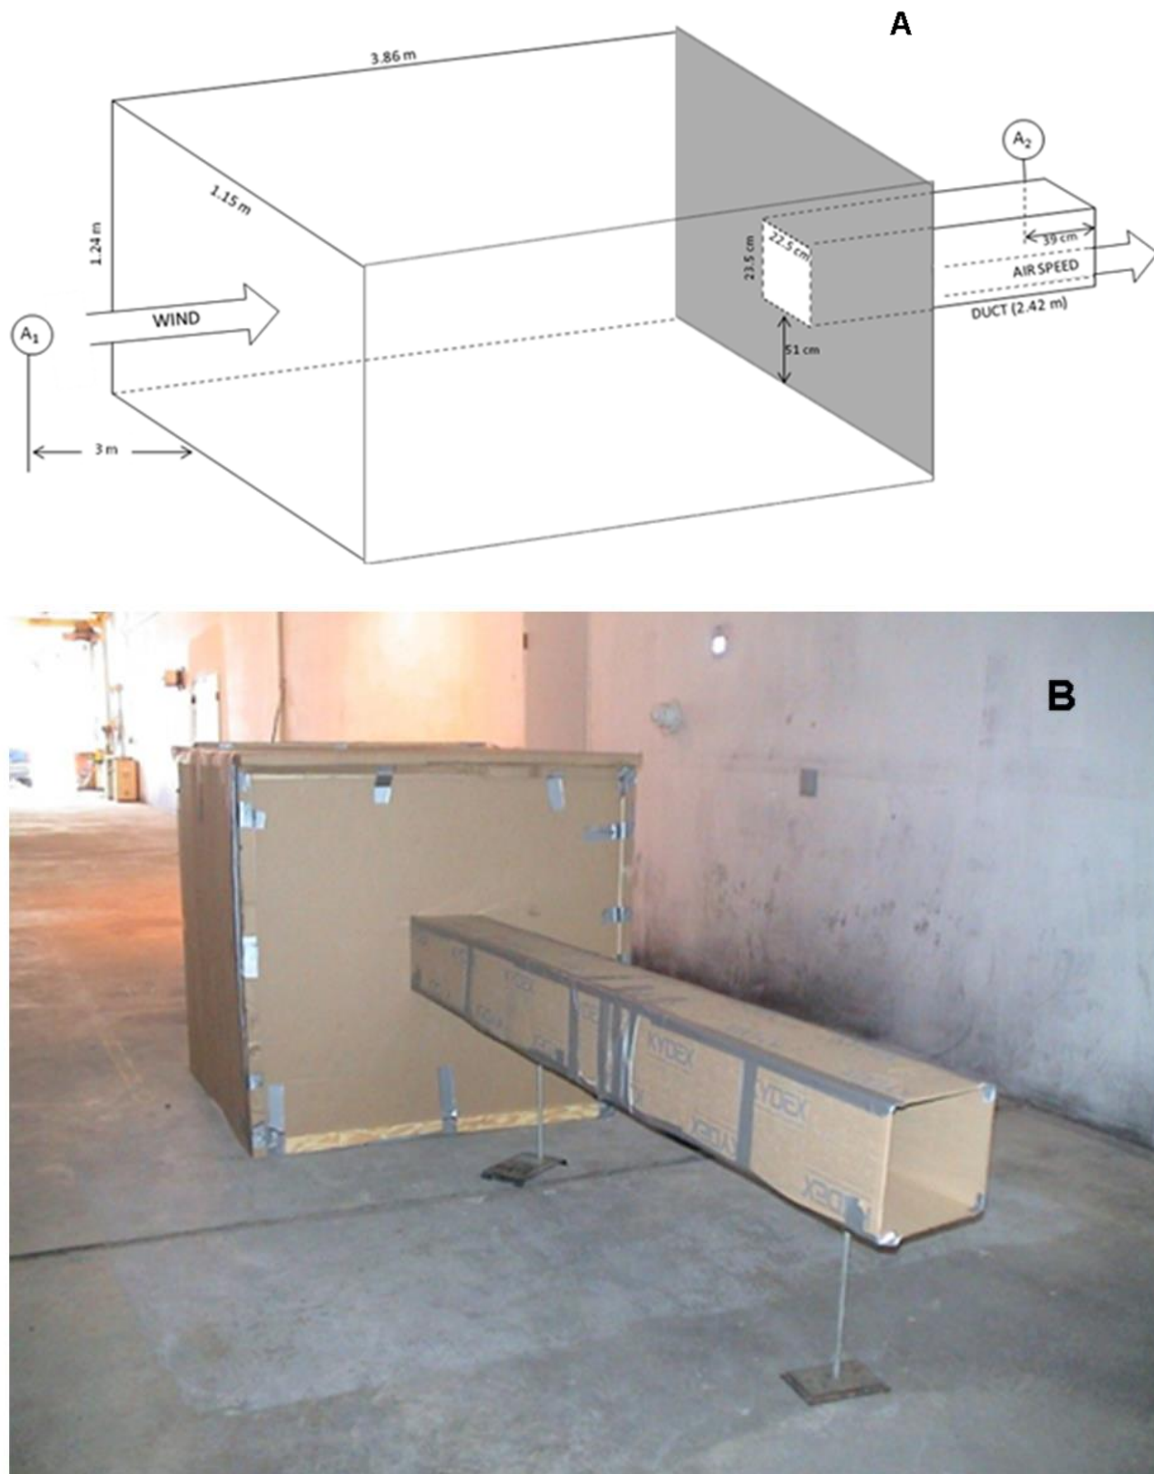 A
3.86 m
A2
1.15 m
1.24 m
23.5 cm
22.5 cm
39 cm
AIR SPEED
WIND
DUCT (2.42 m)
A1
51 cm
3 m
B
KYDEX
KYDEX
KYDEX
KYDEX